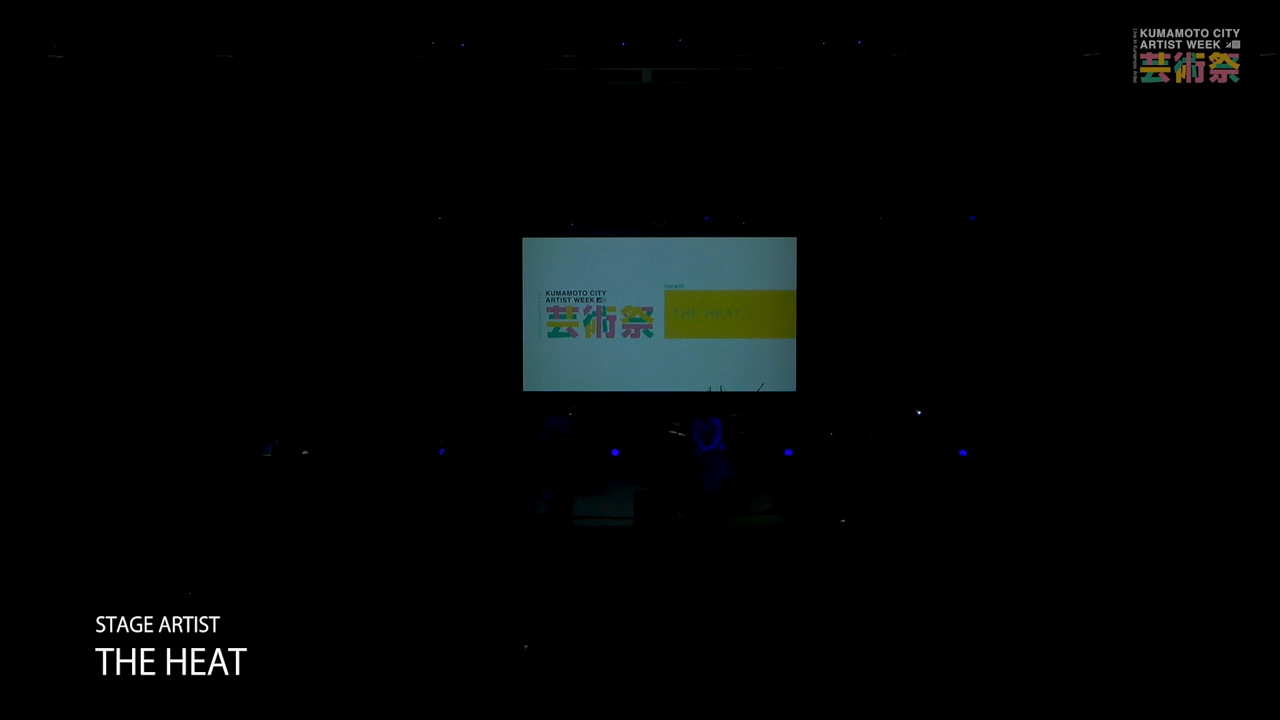 KUMAMOTO CITY
ARTIST WEEK
芸術祭
KUMAMOTO CITY
ARTIST WEEK
芸術祭
THE HEAT
STAGE ARTIST
THE HEAT